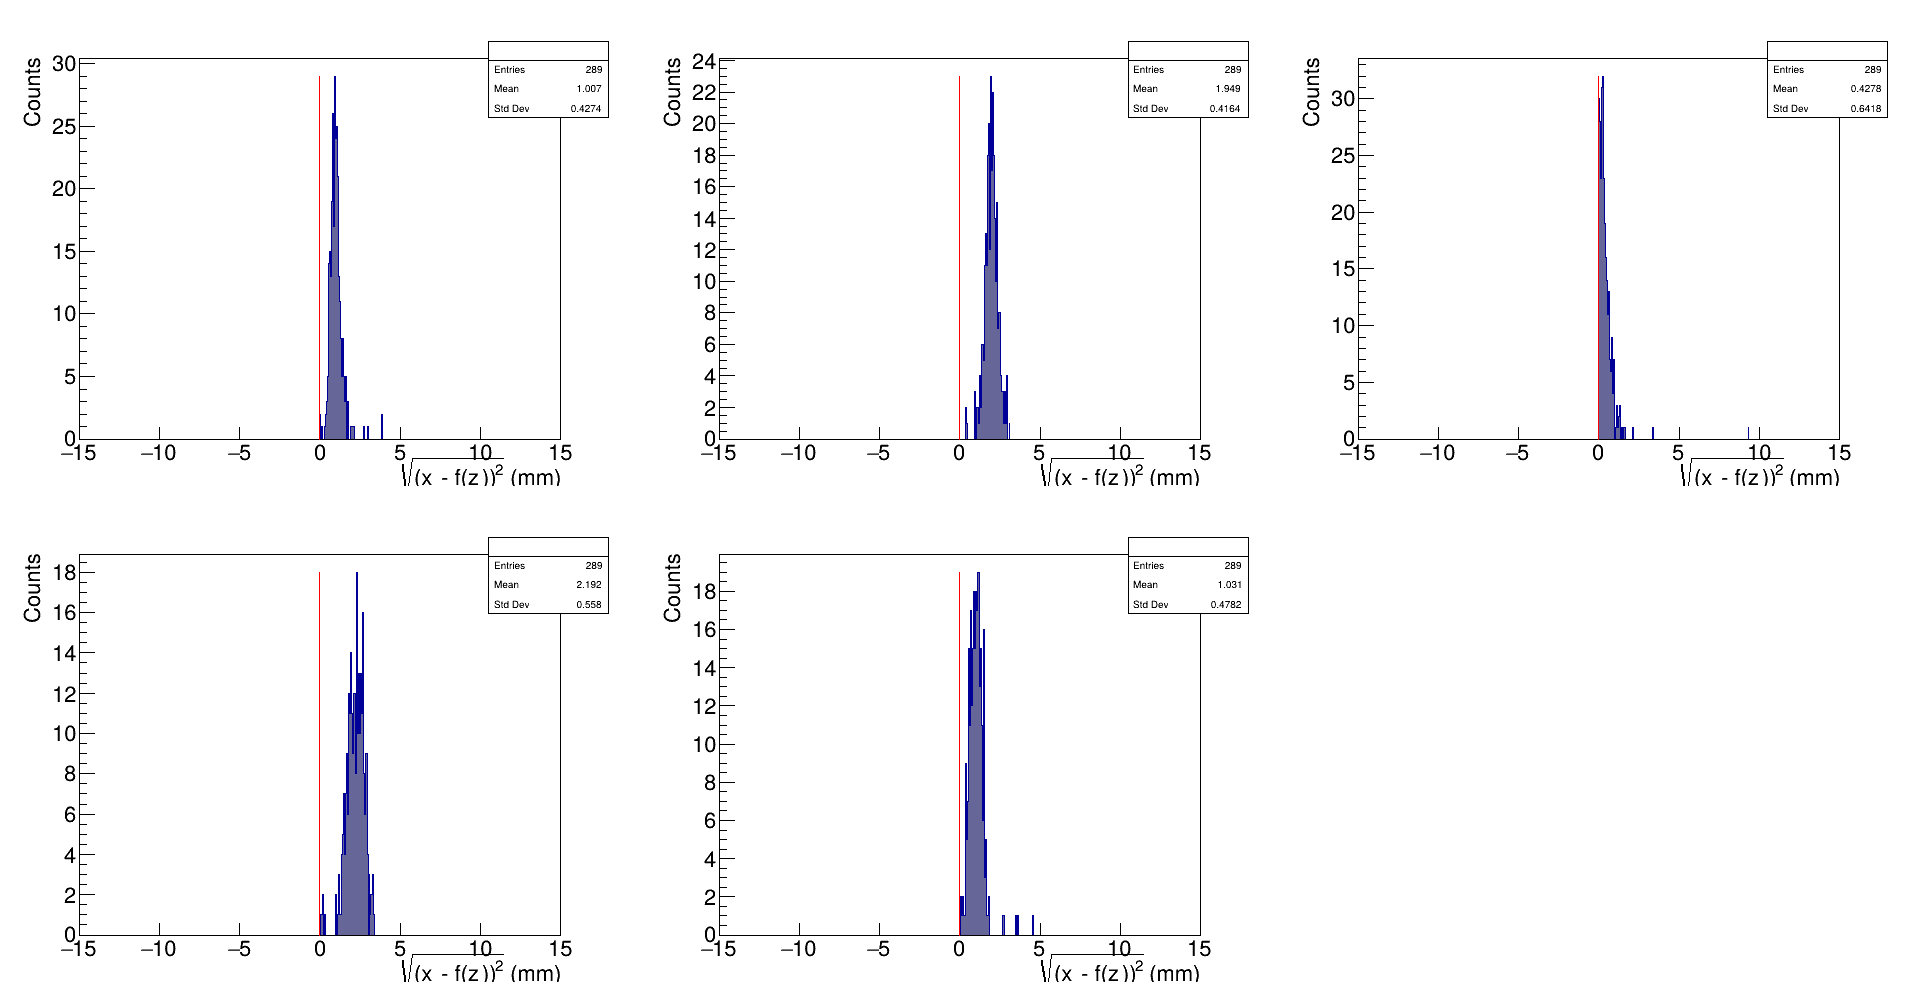 Counts
30
25
20
15
10
5
0
−15 −10 −5 0 5 10 15
√(x - f(z))² (mm)
Entries 289
Mean 1.007
Std Dev 0.4274
Counts
24
22
20
18
16
14
12
10
8
6
4
2
0
−15 −10 −5 0 5 10 15
√(x - f(z))² (mm)
Entries 289
Mean 1.949
Std Dev 0.4164
Counts
30
25
20
15
10
5
0
−15 −10 −5 0 5 10 15
√(x - f(z))² (mm)
Entries 289
Mean 0.4278
Std Dev 0.6418
Counts
18
16
14
12
10
8
6
4
2
0
−15 −10 −5 0 5 10 15
√(x - f(z))² (mm)
Entries 289
Mean 2.192
Std Dev 0.558
Counts
18
16
14
12
10
8
6
4
2
0
−15 −10 −5 0 5 10 15
√(x - f(z))² (mm)
Entries 289
Mean 1.031
Std Dev 0.4782